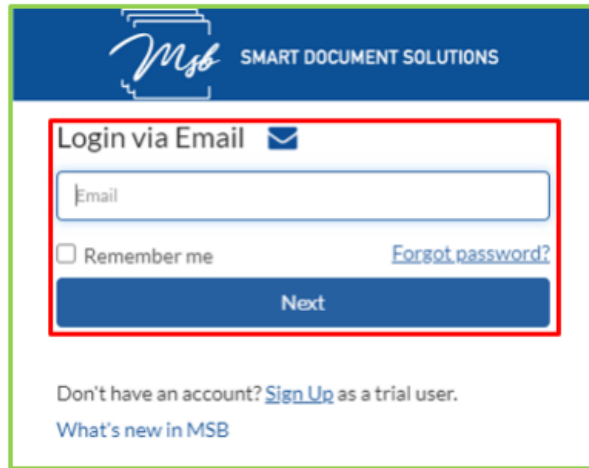 Msb SMART DOCUMENT SOLUTIONS
Login via Email
Email
Remember me Forgot password?
Next
Don't have an account? Sign Up as a trial user.
What's new in MSB